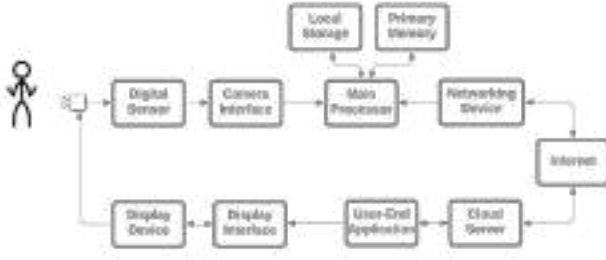 Local
Storage
Primary
Memory
Digital
Sensor
Camera
Interface
Main
Processor
Networking
Device
Internet
Display
Device
Display
Interface
User-End
Application
Cloud
Server